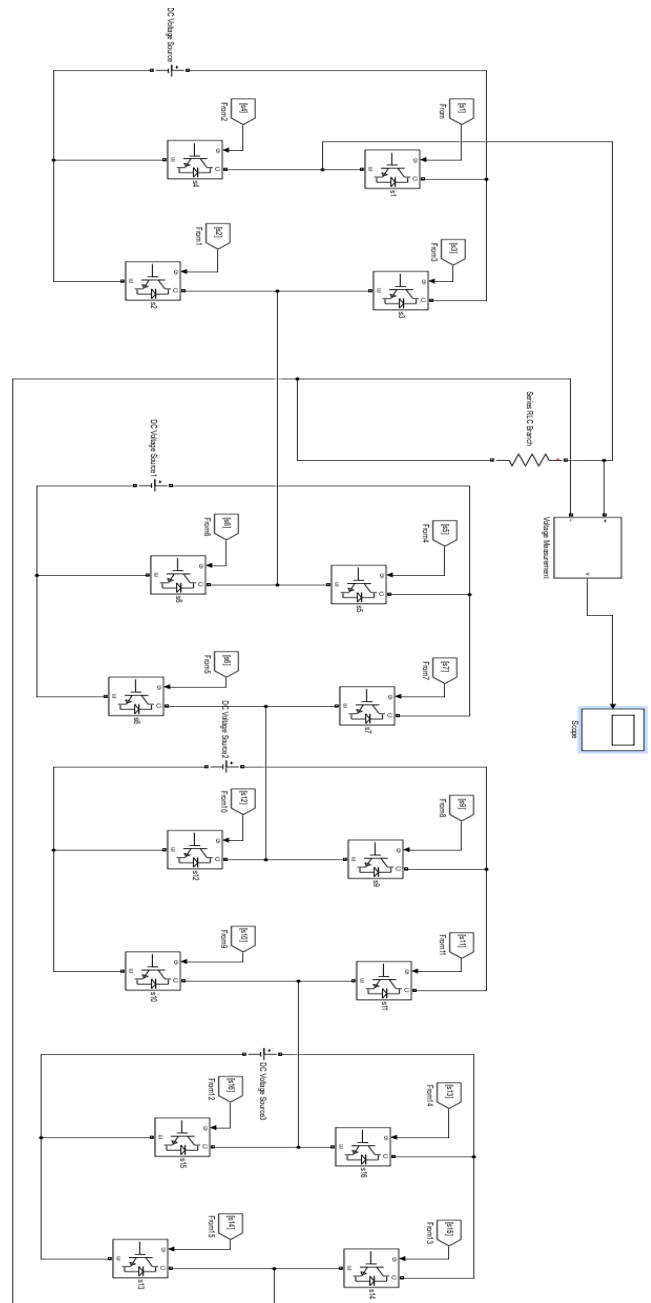 DC Voltage Source
+
[s4]
From2
[s1]
From
g
C
E
s4
g
C
E
s1
[s2]
From1
[s3]
From3
g
C
E
s2
g
C
E
s3
Series RLC Branch
+
+
-
v
Voltage Measurement
Scope
DC Voltage Source1
+
[s8]
From6
[s5]
From4
g
C
E
s8
g
C
E
s5
[s6]
From5
[s7]
From7
g
C
E
s6
g
C
E
s7
DC Voltage Source2
+
[s12]
From10
[s9]
From8
g
C
E
s12
g
C
E
s9
[s10]
From9
[s11]
From11
g
C
E
s10
g
C
E
s11
DC Voltage Source3
+
[s16]
From12
[s13]
From14
g
C
E
s15
g
C
E
s16
[s14]
From15
[s15]
From13
g
C
E
s13
g
C
E
s14